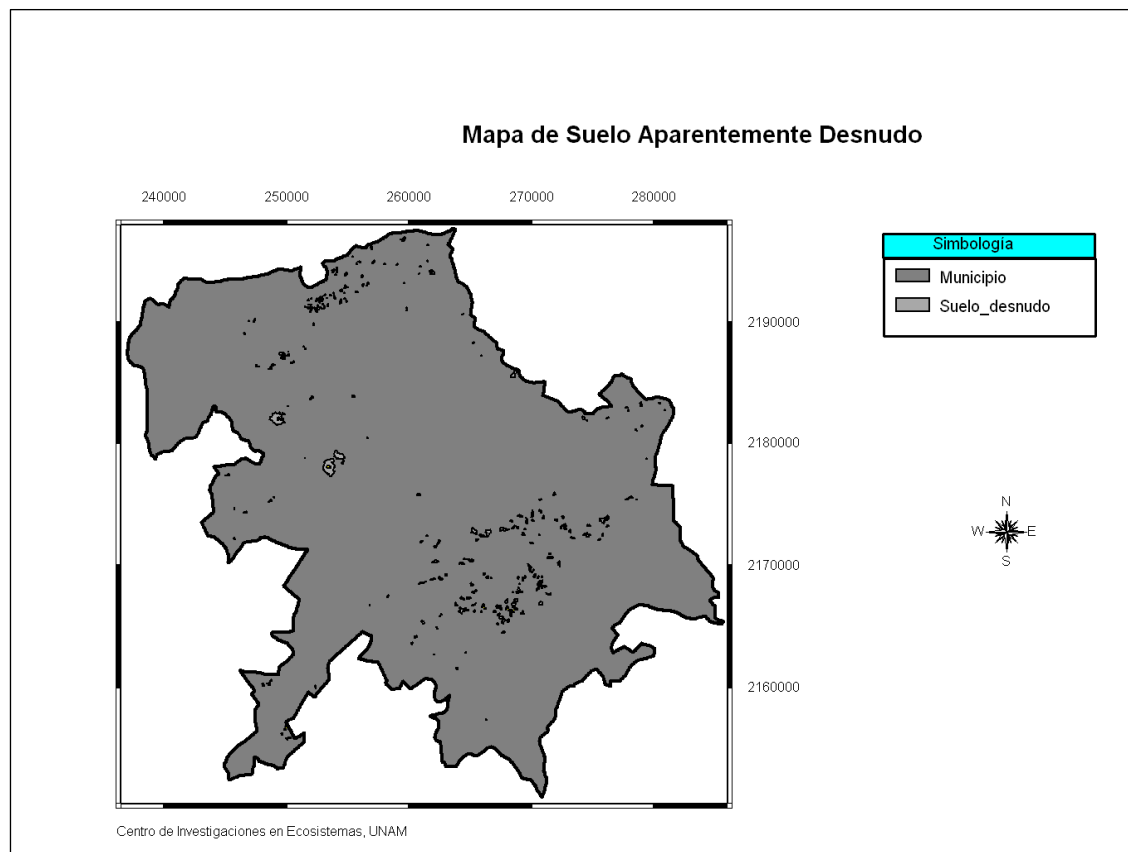 Mapa de Suelo Aparentemente Desnudo
240000 250000 260000 270000 280000
Simbología
Municipio
Suelo_desnudo
2190000
2180000
2170000
2160000
N
W E
S
Centro de Investigaciones en Ecosistemas, UNAM